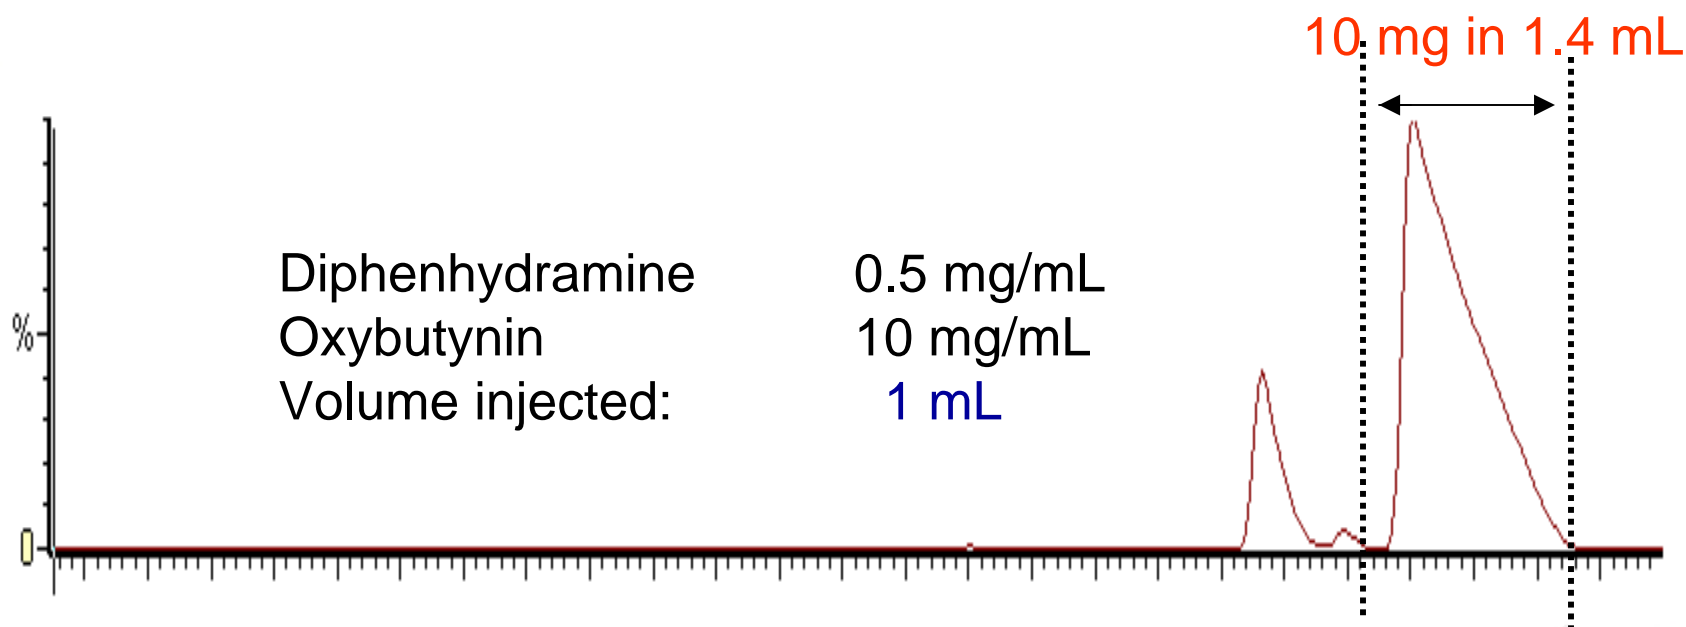 10 mg in 1.4 mL
Diphenhydramine 0.5 mg/mL
Oxybutynin 10 mg/mL
Volume injected: 1 mL
%
0